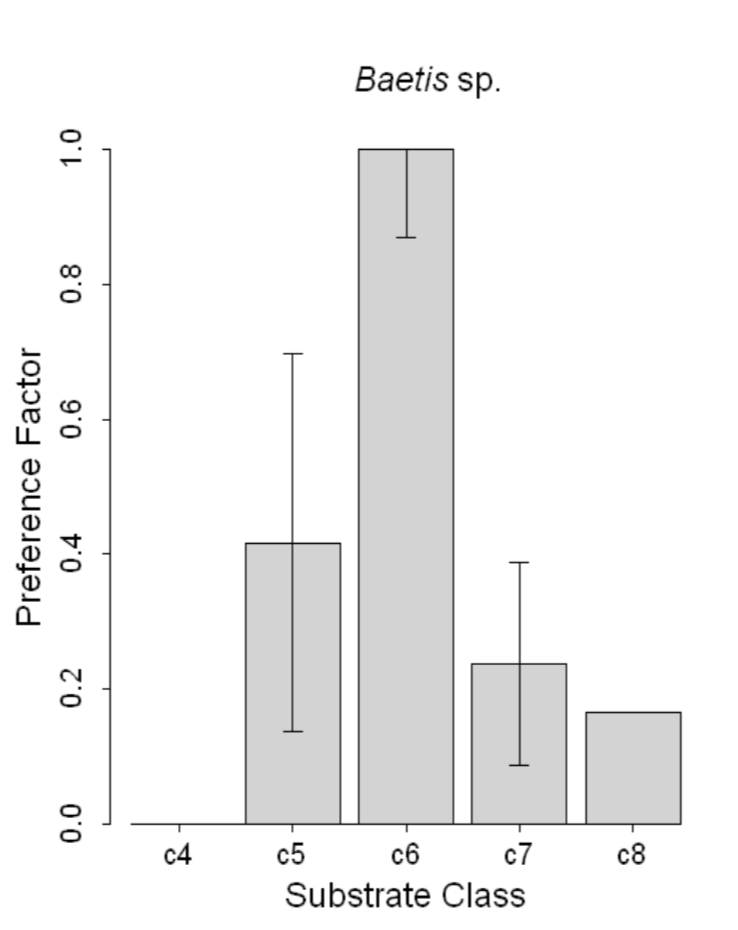 Baetis sp.
1.0
0.8
0.6
0.4
0.2
0.0
Preference Factor
c4 c5 c6 c7 c8
Substrate Class